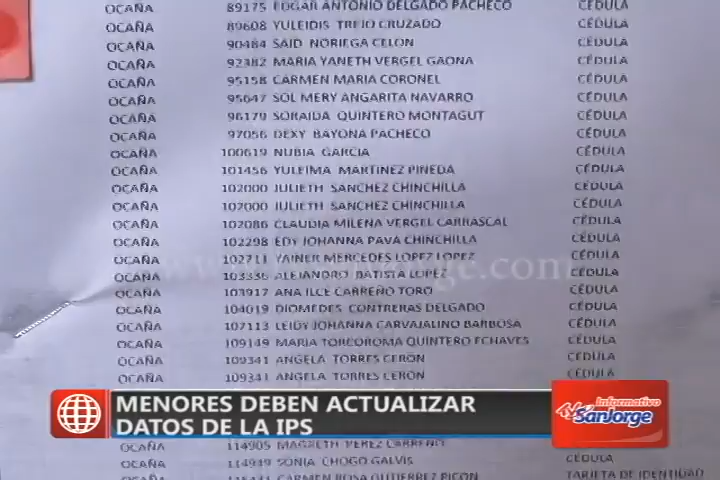 OCAÑA 89175 EDGAR ANTONIO DELGADO PACHECO CÉDULA
OCAÑA 89608 YULEIDIS TREJO CRUZADO CÉDULA
OCAÑA 90484 SAID NORIEGA CELON CÉDULA
OCAÑA 92382 MARIA YANETH VERGEL GAONA CÉDULA
OCAÑA 95158 CARMEN MARIA CORONEL CÉDULA
OCAÑA 95647 SOL MERY ANGARITA NAVARRO CÉDULA
OCAÑA 96179 SORAIDA QUINTERO MONTAGUT CÉDULA
OCAÑA 97056 DEXY BAYONA PACHECO CÉDULA
OCAÑA 100619 NUBIA GARCIA CÉDULA
OCAÑA 101456 YULEIMA MARTINEZ PINEDA CÉDULA
OCAÑA 102000 JULIETH SANCHEZ CHINCHILLA CÉDULA
OCAÑA 102000 JULIETH SANCHEZ CHINCHILLA CÉDULA
OCAÑA 102086 CLAUDIA MILENA VERGEL CARRASCAL CÉDULA
OCAÑA 102298 EDY JOHANNA PAVA CHINCHILLA CÉDULA
OCAÑA 102711 YAINER MERCEDES LOPEZ LOPEZ CÉDULA
OCAÑA 103336 ALEJANDRO BATISTA LOPEZ CÉDULA
OCAÑA 103917 ANA ILCE CARREÑO TORO CÉDULA
OCAÑA 104019 DIOMEDES CONTRERAS DELGADO CÉDULA
OCAÑA 107113 LEIDY JOHANNA CARVAJALINO BARBOSA CÉDULA
OCAÑA 109149 MARIA TORCOROMA QUINTERO ECHAVES CÉDULA
OCAÑA 109341 ANGELA TORRES CERON CÉDULA
OCAÑA 109341 ANGELA TORRES CERON CÉDULA
MENORES DEBEN ACTUALIZAR
DATOS DE LA IPS
Informativo
TV SanJorge
OCAÑA 114905 MAGRETH PEREZ CARREÑO
OCAÑA 114949 SONIA CHOGO GALVIS CÉDULA
CARMEN ROSA GUTIERREZ RICON TARJETA DE IDENTIDAD